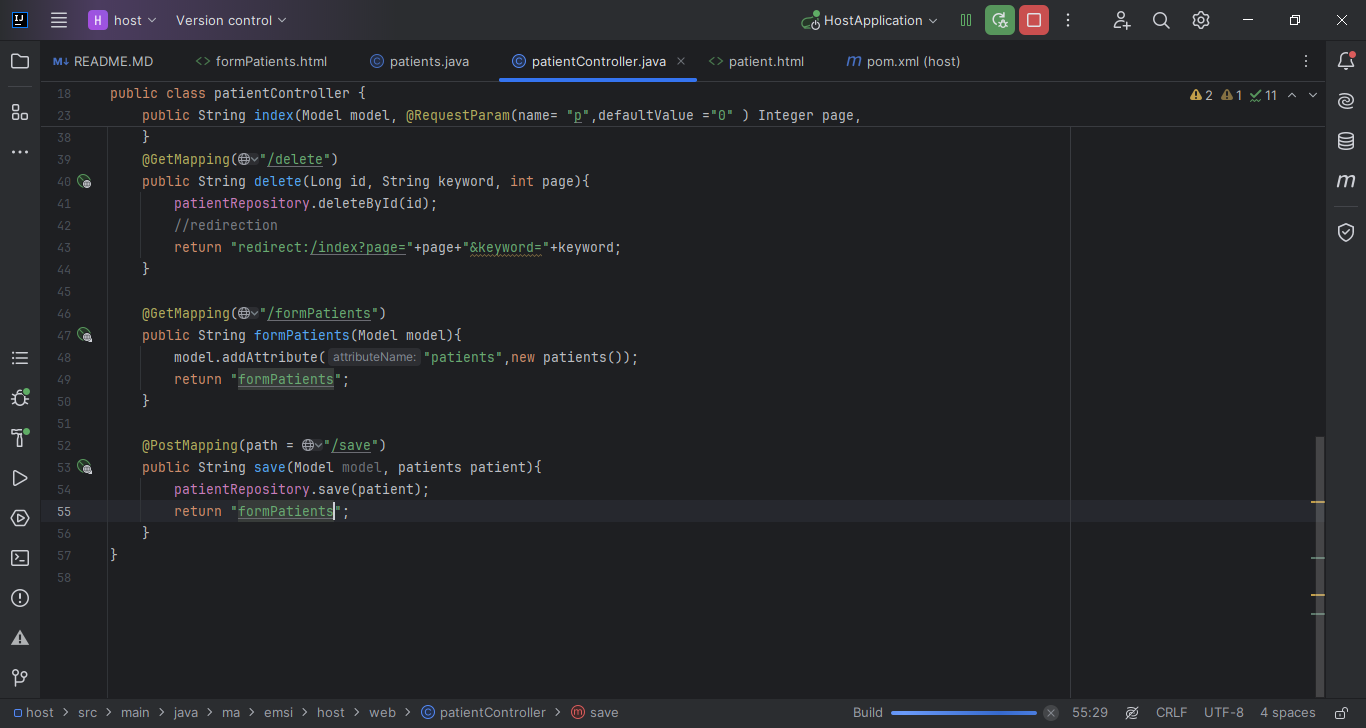 IJ H host Version control HostApplication
README.MD formPatients.html patients.java patientController.java patient.html m pom.xml (host)
18 public class patientController { 2 1 11
23 public String index(Model model, @RequestParam(name= "p",defaultValue ="0" ) Integer page,
38 }
39 @GetMapping("/delete")
40 public String delete(Long id, String keyword, int page){
41 patientRepository.deleteById(id);
42 //redirection
43 return "redirect:/index?page="+page+"&keyword="+keyword;
44 }
45
46 @GetMapping("/formPatients")
47 public String formPatients(Model model){
48 model.addAttribute( attributeName: "patients",new patients());
49 return "formPatients";
50 }
51
52 @PostMapping(path = "/save")
53 public String save(Model model, patients patient){
54 patientRepository.save(patient);
55 return "formPatients";
56 }
57 }
58
host > src > main > java > ma > emsi > host > web > patientController > save Build 55:29 CRLF UTF-8 4 spaces